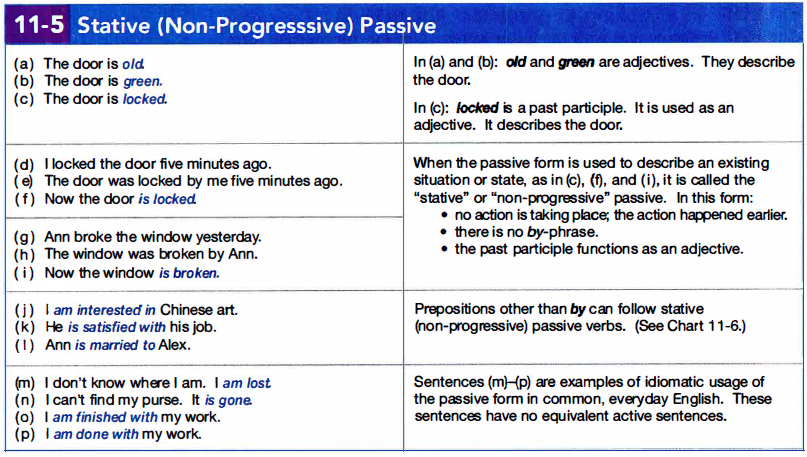 11-5 Stative (Non-Progresssive) Passive
(a) The door is old.
(b) The door is green.
(c) The door is locked.
In (a) and (b): old and green are adjectives. They describe
the door.
In (c): locked is a past participle. It is used as an
adjective. It describes the door.
(d) I locked the door five minutes ago.
(e) The door was locked by me five minutes ago.
(f) Now the door is locked.
(g) Ann broke the window yesterday.
(h) The window was broken by Ann.
(i) Now the window is broken.
When the passive form is used to describe an existing
situation or state, as in (c), (f), and (i), it is called the
"stative" or "non-progressive" passive. In this form:
• no action is taking place; the action happened earlier.
• there is no by-phrase.
• the past participle functions as an adjective.
(j) I am interested in Chinese art.
(k) He is satisfied with his job.
(l) Ann is married to Alex.
Prepositions other than by can follow stative
(non-progressive) passive verbs. (See Chart 11-6.)
(m) I don't know where I am. I am lost.
(n) I can't find my purse. It is gone.
(o) I am finished with my work.
(p) I am done with my work.
Sentences (m)–(p) are examples of idiomatic usage of
the passive form in common, everyday English. These
sentences have no equivalent active sentences.